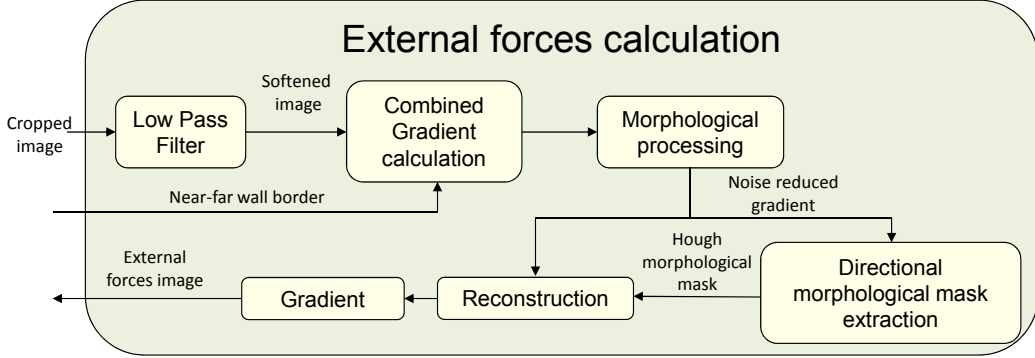 External forces calculation
Softened
image
Cropped
image
Low Pass
Filter
Combined
Gradient
calculation
Morphological
processing
Near-far wall border
Noise reduced
gradient
External
forces image
Gradient
Reconstruction
Hough
morphological
mask
Directional
morphological mask
extraction